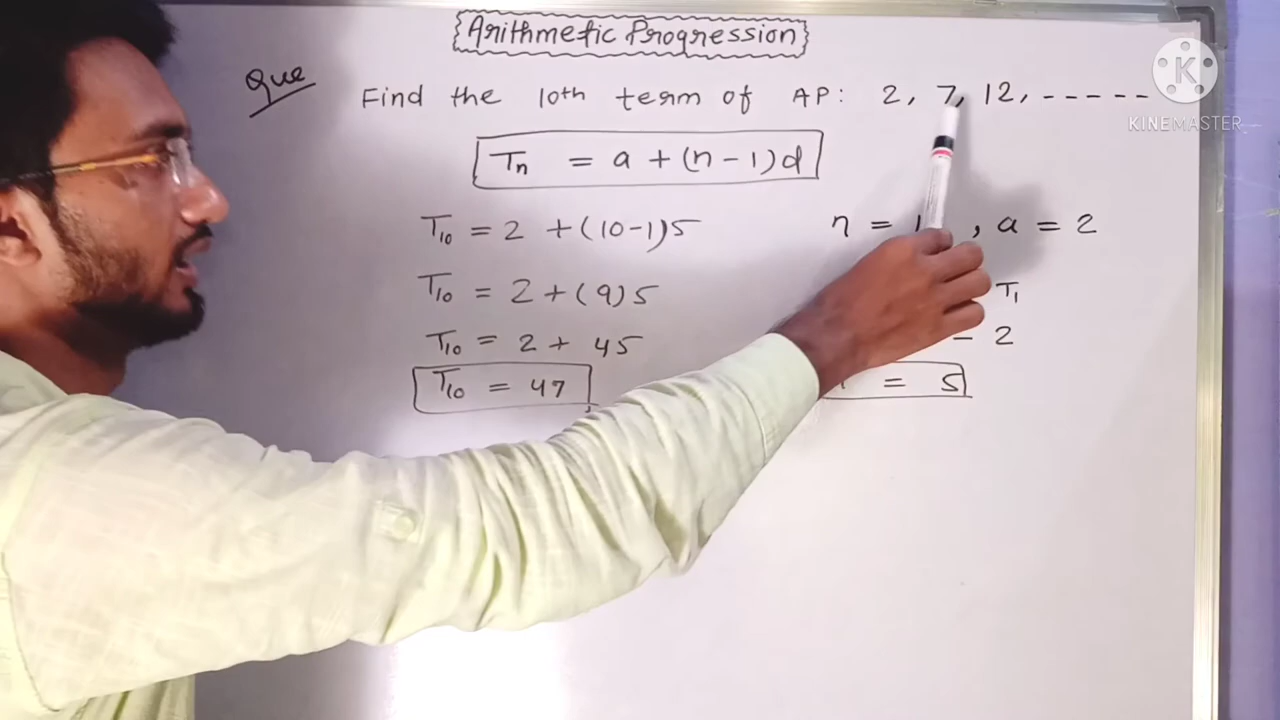 Arithmetic Progression
Que Find the 10th term of AP: 2, 7, 12, -----
K
KINEMASTER
Tn = a + (n - 1)d
T10 = 2 + (10-1)5
n = 1 , a = 2
T10 = 2 + (9)5
T1
T10 = 2 + 45
- 2
T10 = 47
= 5